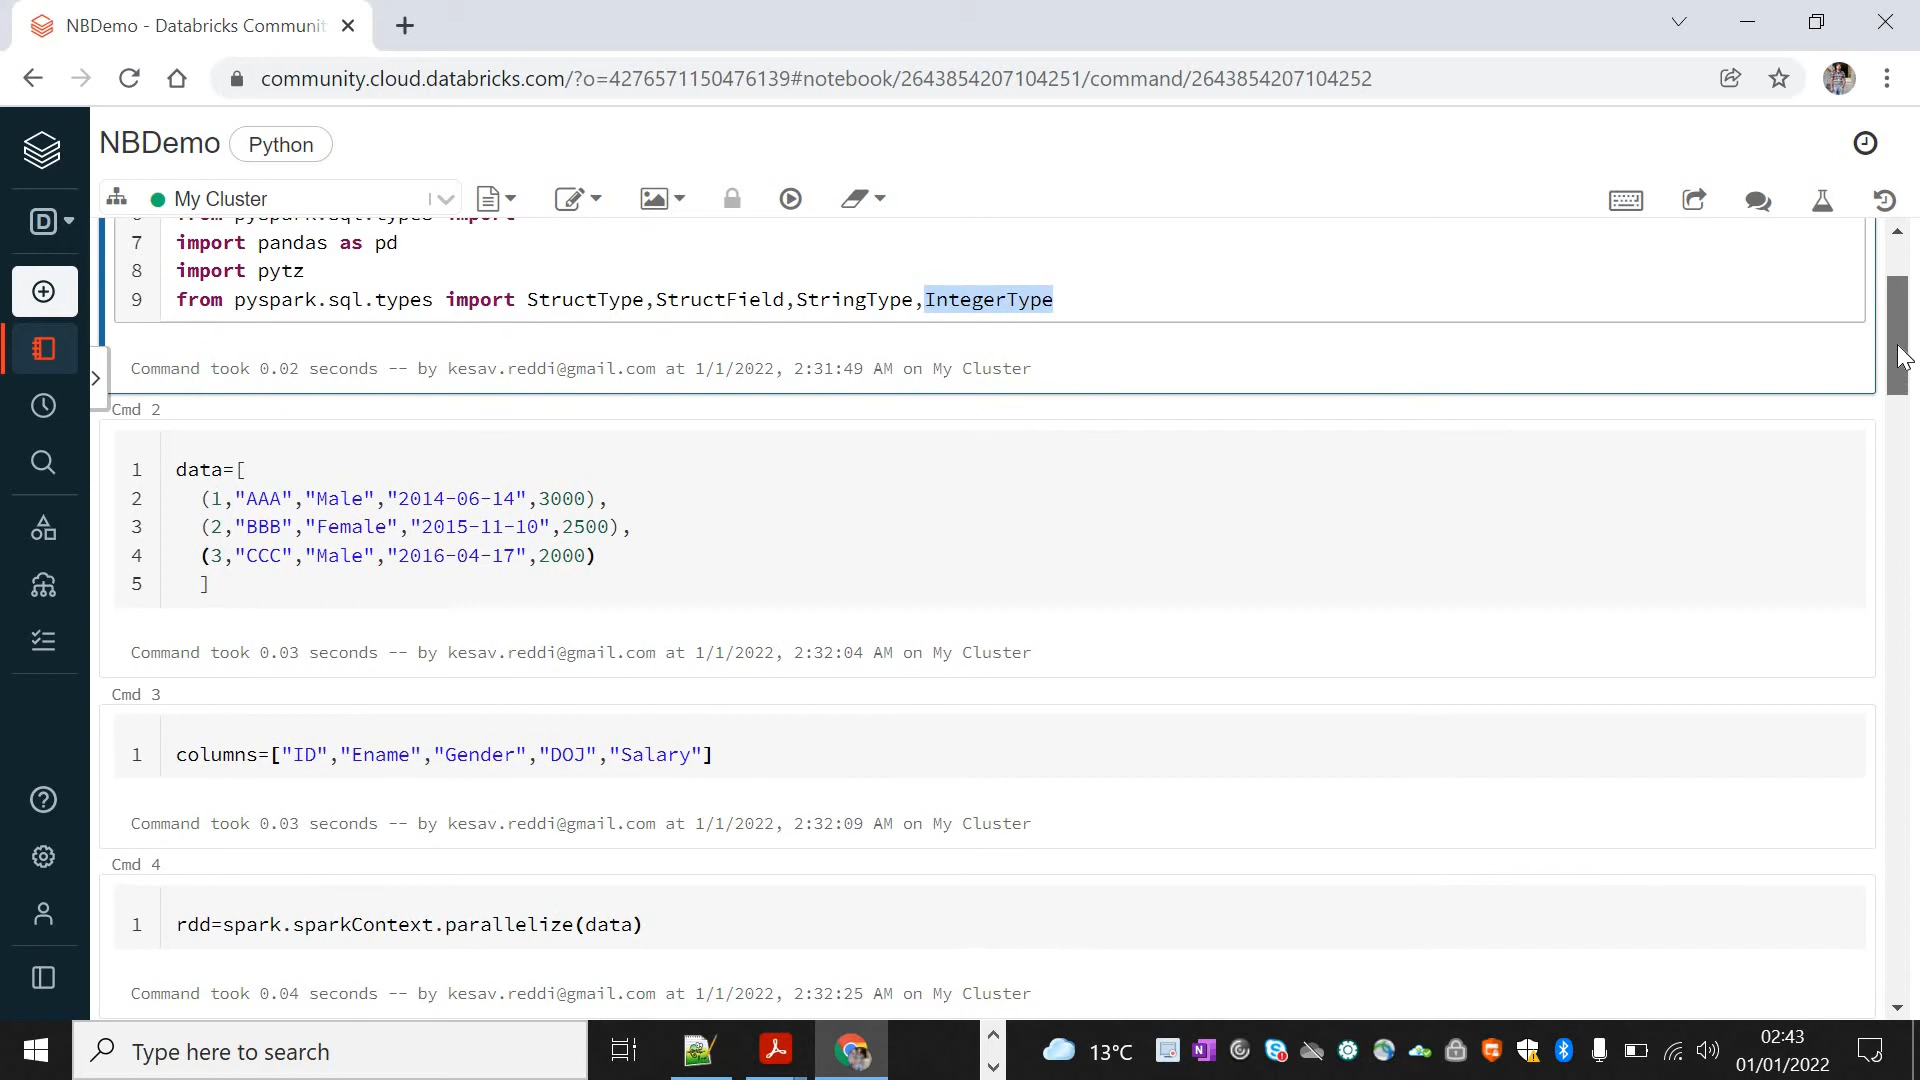 NBDemo - Databricks Communit
community.cloud.databricks.com/?o=4276571150476139#notebook/2643854207104251/command/2643854207104252
NBDemo Python
My Cluster
from pyspark.sql.types import
7 import pandas as pd
8 import pytz
9 from pyspark.sql.types import StructType,StructField,StringType,IntegerType
Command took 0.02 seconds -- by kesav.reddi@gmail.com at 1/1/2022, 2:31:49 AM on My Cluster
Cmd 2
1 data=[
2 (1,"AAA","Male","2014-06-14",3000),
3 (2,"BBB","Female","2015-11-10",2500),
4 (3,"CCC","Male","2016-04-17",2000)
5 ]
Command took 0.03 seconds -- by kesav.reddi@gmail.com at 1/1/2022, 2:32:04 AM on My Cluster
Cmd 3
1 columns=["ID","Ename","Gender","DOJ","Salary"]
Command took 0.03 seconds -- by kesav.reddi@gmail.com at 1/1/2022, 2:32:09 AM on My Cluster
Cmd 4
1 rdd=spark.sparkContext.parallelize(data)
Command took 0.04 seconds -- by kesav.reddi@gmail.com at 1/1/2022, 2:32:25 AM on My Cluster
Type here to search
13°C
02:43
01/01/2022